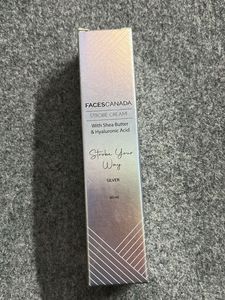 FACESCANADA
STROBE CREAM
With Shea Butter
& Hyaluronic Acid
Strobe Your
Way
SILVER